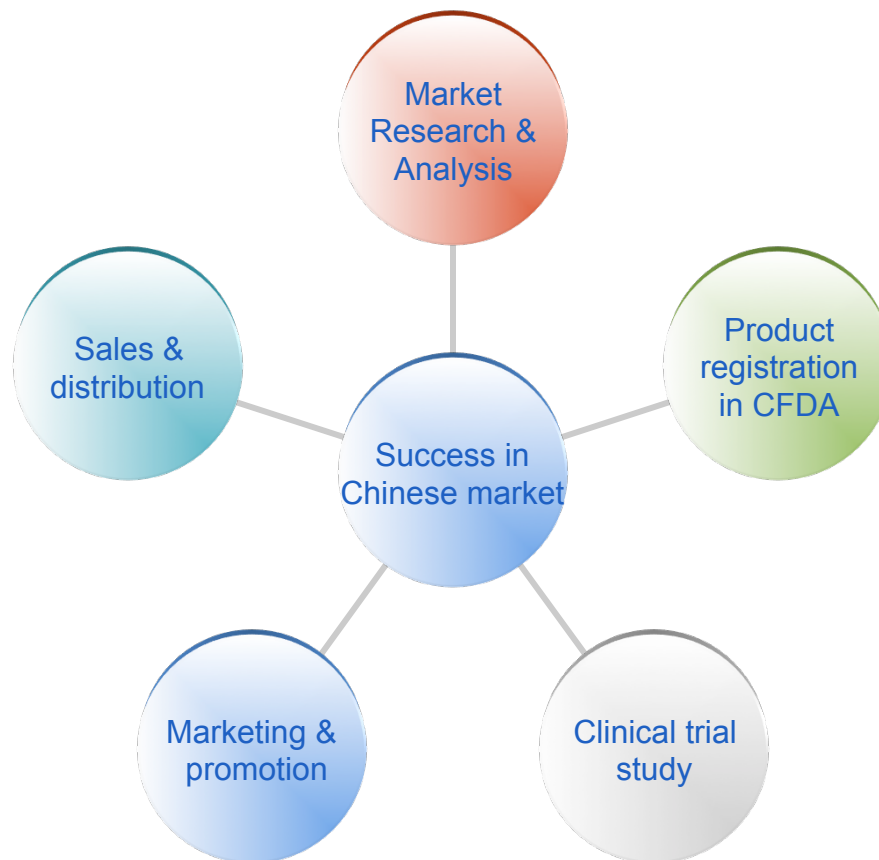 Market
Research &
Analysis
Sales &
distribution
Product
registration
in CFDA
Success in
Chinese market
Marketing &
promotion
Clinical trial
study